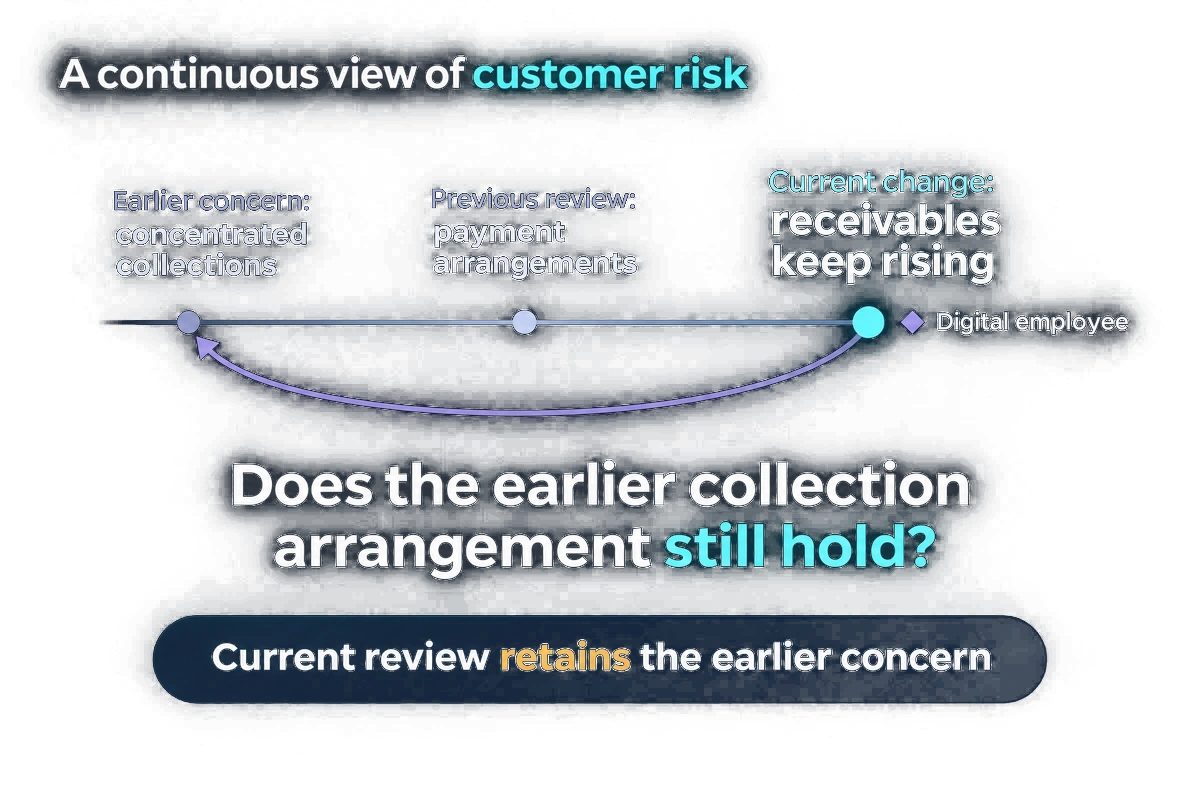 A continuous view of customer risk
Earlier concern:
concentrated
collections
Previous review:
payment
arrangements
Current change:
receivables
keep rising
Digital employee
Does the earlier collection
arrangement still hold?
Current review retains the earlier concern